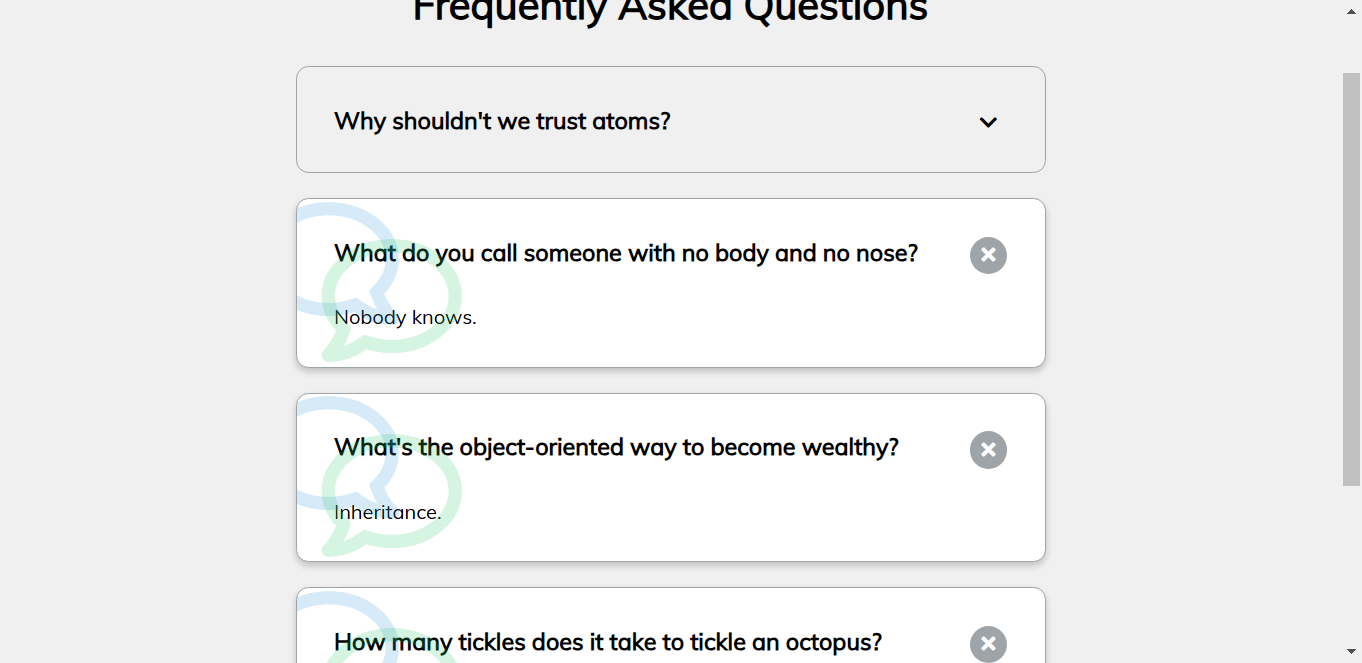 Frequently Asked Questions
Why shouldn't we trust atoms?
What do you call someone with no body and no nose?
Nobody knows.
What's the object-oriented way to become wealthy?
Inheritance.
How many tickles does it take to tickle an octopus?